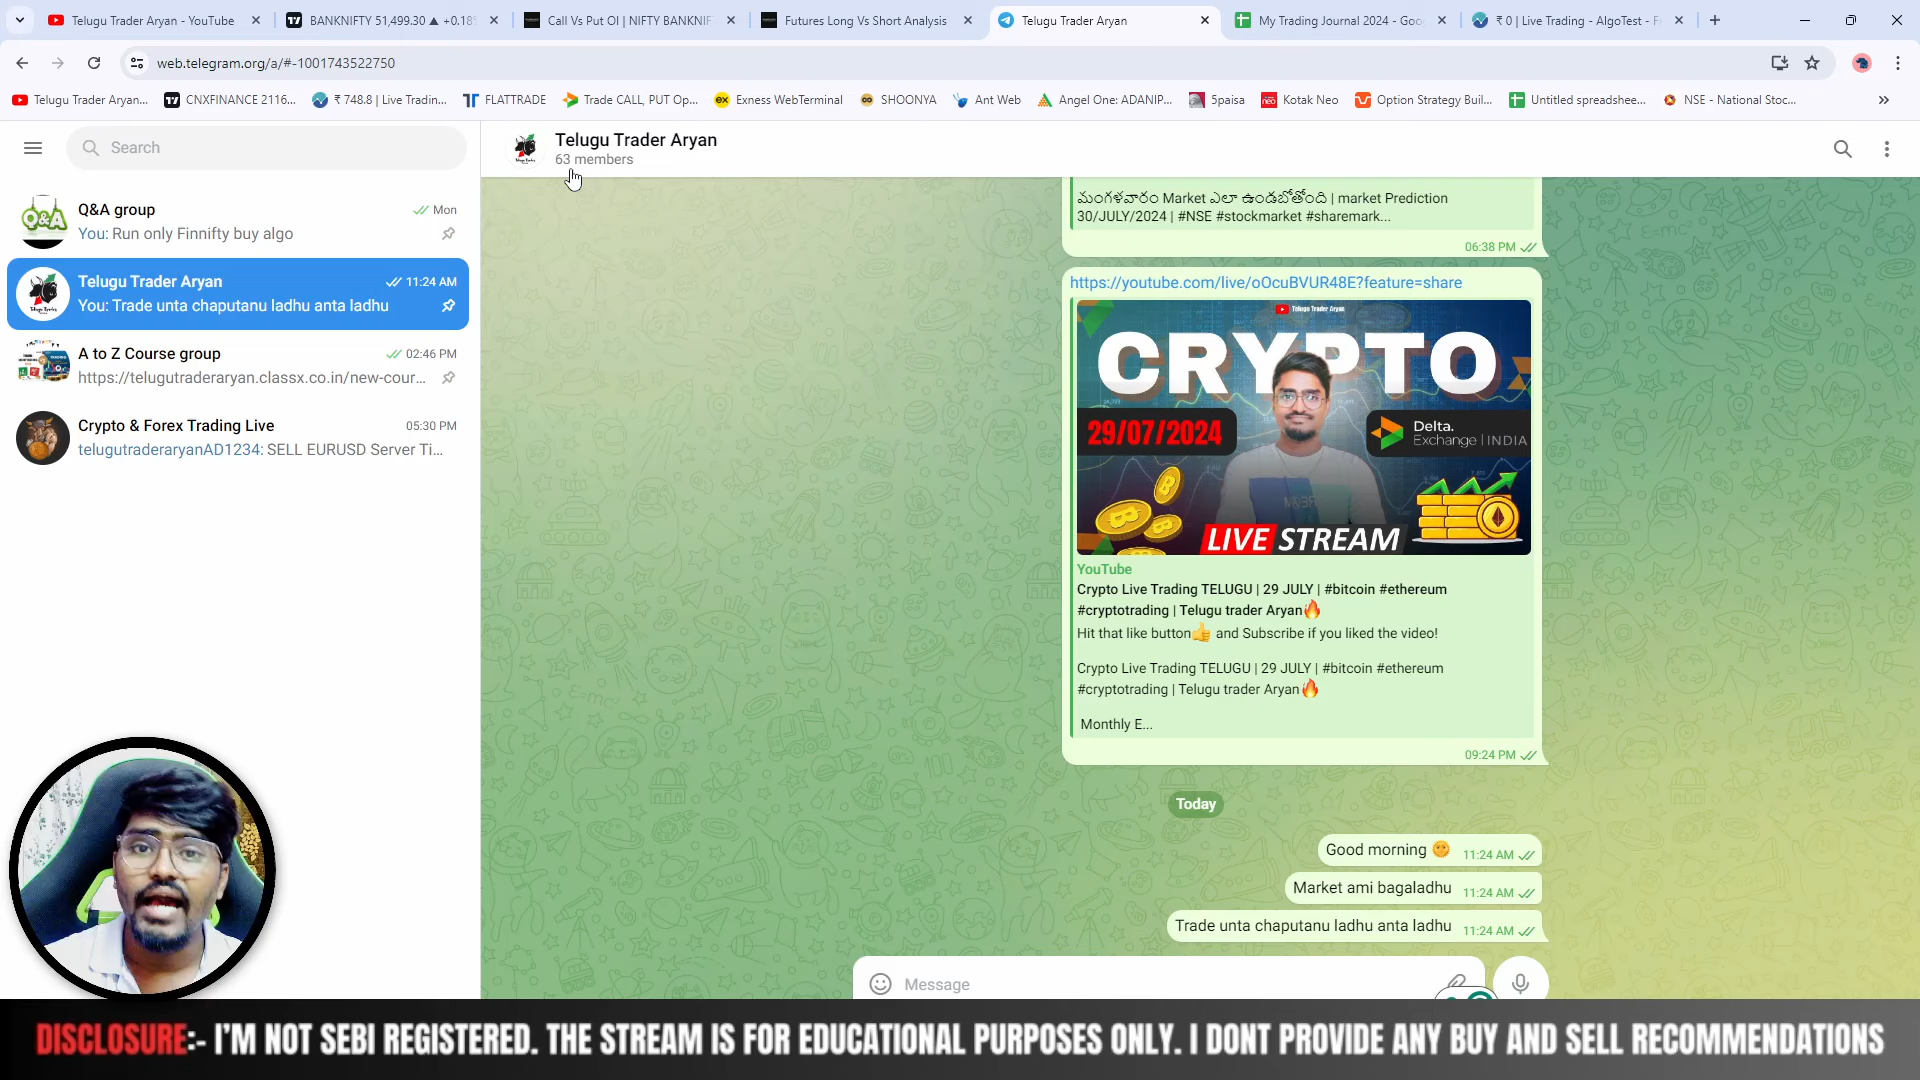 Telugu Trader Aryan - YouTube
BANKNIFTY 51,499.30 ▲ +0.18
Call Vs Put OI | NIFTY BANKNIF
Futures Long Vs Short Analysis
Telugu Trader Aryan
My Trading Journal 2024 - Goo
₹ 0 | Live Trading - AlgoTest - F
web.telegram.org/a/#-1001743522750
Telugu Trader Aryan...
CNXFINANCE 2116...
₹ 748.8 | Live Tradin...
FLATTRADE
Trade CALL, PUT Op...
Exness WebTerminal
SHOONYA
Ant Web
Angel One: ADANIP...
5paisa
Kotak Neo
Option Strategy Buil...
Untitled spreadshee...
NSE - National Stoc...
Search
Q&A
Q&A group
Mon
You: Run only Finnifty buy algo
Telugu Trader Aryan
11:24 AM
You: Trade unta chaputanu ladhu anta ladhu
A to Z Course group
02:46 PM
https://telugutraderaryan.classx.co.in/new-cour...
Crypto & Forex Trading Live
05:30 PM
telugutraderaryanAD1234: SELL EURUSD Server Ti...
Telugu Trader Aryan
63 members
మంగళవారం Market ఎలా ఉండబోతోంది | market Prediction
30/JULY/2024 | #NSE #stockmarket #sharemark...
06:38 PM
https://youtube.com/live/oOcuBVUR48E?feature=share
Telugu Trader Aryan
CRYPTO
29/07/2024
Delta.
Exchange | INDIA
LIVE STREAM
YouTube
Crypto Live Trading TELUGU | 29 JULY | #bitcoin #ethereum
#cryptotrading | Telugu trader Aryan🔥
Hit that like button👍 and Subscribe if you liked the video!
Crypto Live Trading TELUGU | 29 JULY | #bitcoin #ethereum
#cryptotrading | Telugu trader Aryan🔥
Monthly E...
09:24 PM
Today
Good morning 🌞 11:24 AM
Market ami bagaladhu 11:24 AM
Trade unta chaputanu ladhu anta ladhu 11:24 AM
Message
DISCLOSURE:- I'M NOT SEBI REGISTERED. THE STREAM IS FOR EDUCATIONAL PURPOSES ONLY. I DONT PROVIDE ANY BUY AND SELL RECOMMENDATIONS